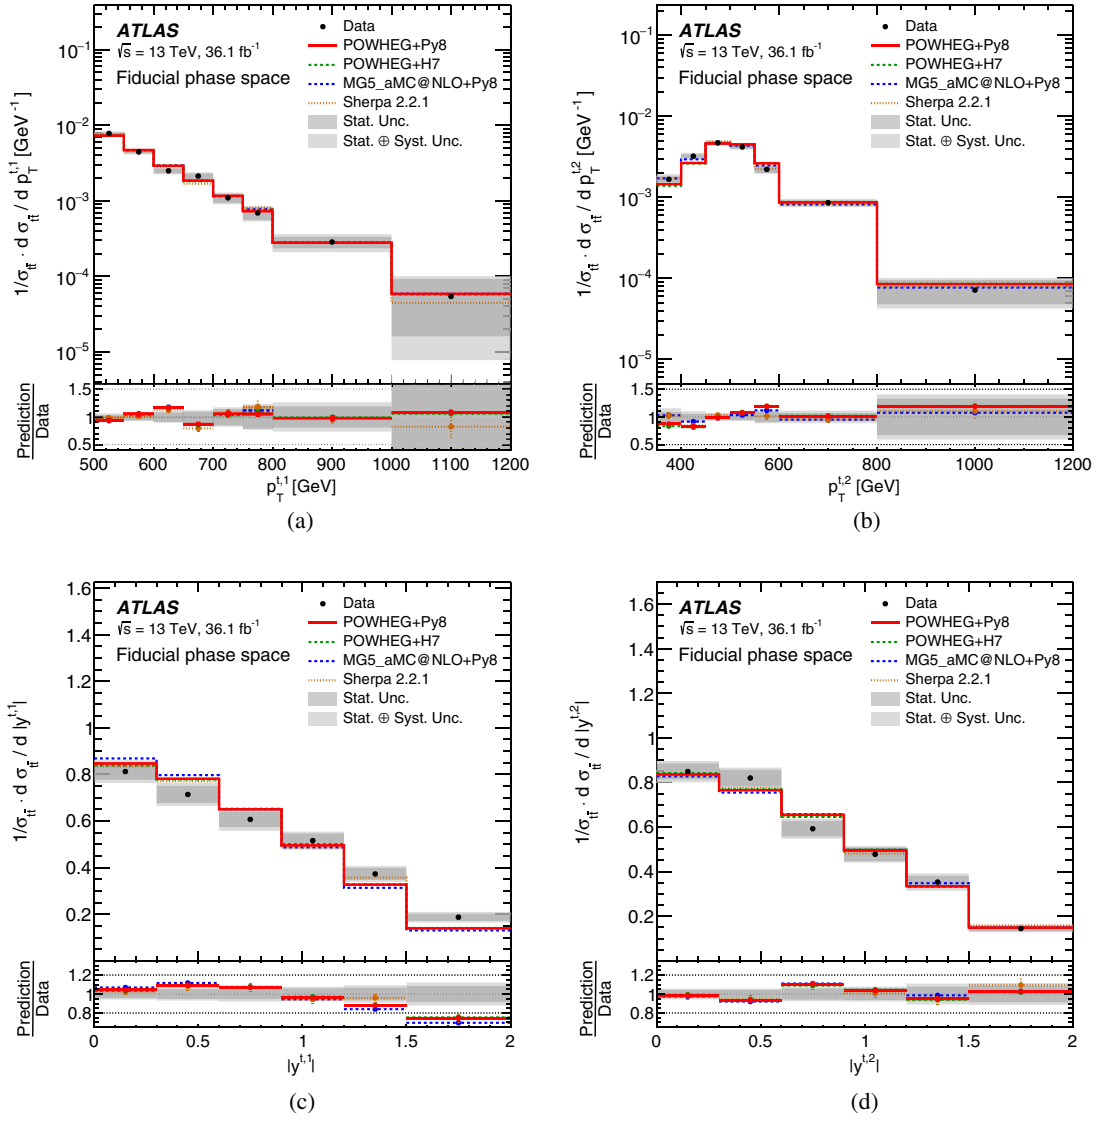 ATLAS
√s = 13 TeV, 36.1 fb⁻¹
Fiducial phase space
Data
POWHEG+Py8
POWHEG+H7
MG5_aMC@NLO+Py8
Sherpa 2.2.1
Stat. Unc.
Stat. ⊕ Syst. Unc.
1/σ_tt̄ · d σ_tt̄ / d p_T^t,1 [GeV⁻¹]
10⁻¹
10⁻²
10⁻³
10⁻⁴
10⁻⁵
Prediction
Data
1.5
1
0.5
500 600 700 800 900 1000 1100 1200
p_T^t,1 [GeV]
(a)
ATLAS
√s = 13 TeV, 36.1 fb⁻¹
Fiducial phase space
Data
POWHEG+Py8
POWHEG+H7
MG5_aMC@NLO+Py8
Sherpa 2.2.1
Stat. Unc.
Stat. ⊕ Syst. Unc.
1/σ_tt̄ · d σ_tt̄ / d p_T^t,2 [GeV⁻¹]
10⁻¹
10⁻²
10⁻³
10⁻⁴
10⁻⁵
Prediction
Data
1.5
1
0.5
400 600 800 1000 1200
p_T^t,2 [GeV]
(b)
ATLAS
√s = 13 TeV, 36.1 fb⁻¹
Fiducial phase space
Data
POWHEG+Py8
POWHEG+H7
MG5_aMC@NLO+Py8
Sherpa 2.2.1
Stat. Unc.
Stat. ⊕ Syst. Unc.
1/σ_tt̄ · d σ_tt̄ / d |y^t,1|
1.6
1.4
1.2
1
0.8
0.6
0.4
0.2
Prediction
Data
1.2
1
0.8
0 0.5 1 1.5 2
|y^t,1|
(c)
ATLAS
√s = 13 TeV, 36.1 fb⁻¹
Fiducial phase space
Data
POWHEG+Py8
POWHEG+H7
MG5_aMC@NLO+Py8
Sherpa 2.2.1
Stat. Unc.
Stat. ⊕ Syst. Unc.
1/σ_tt̄ · d σ_tt̄ / d |y^t,2|
1.6
1.4
1.2
1
0.8
0.6
0.4
0.2
Prediction
Data
1.2
1
0.8
0 0.5 1 1.5 2
|y^t,2|
(d)